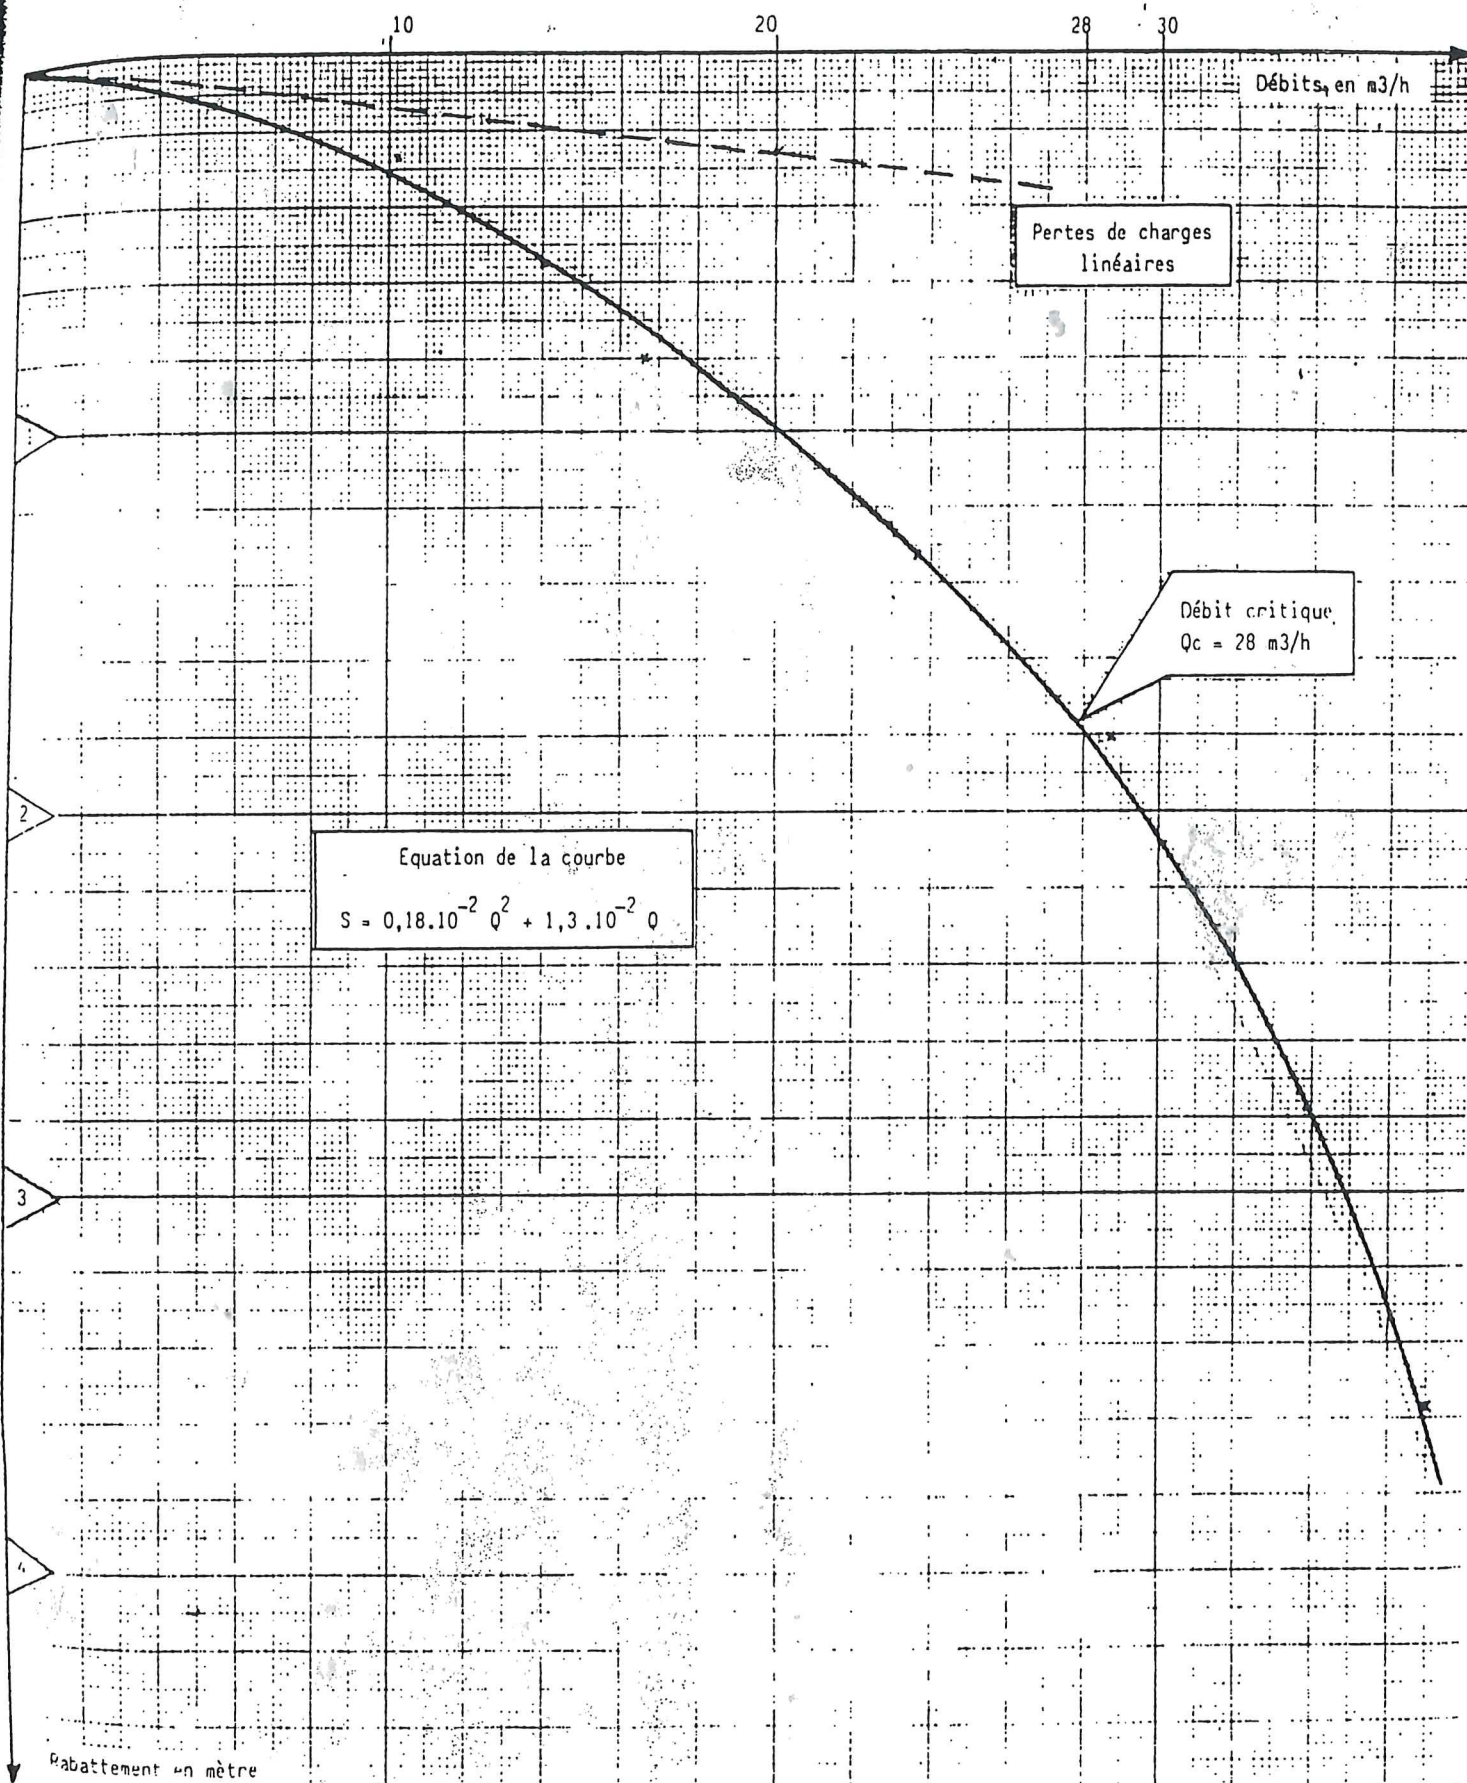 10 20 28 30
Débits, en m3/h
Pertes de charges
linéaires
Débit critique
Qc = 28 m3/h
2
Equation de la courbe
S = 0,18.10⁻² Q² + 1,3.10⁻² Q
3
4
Rabattement en mètre